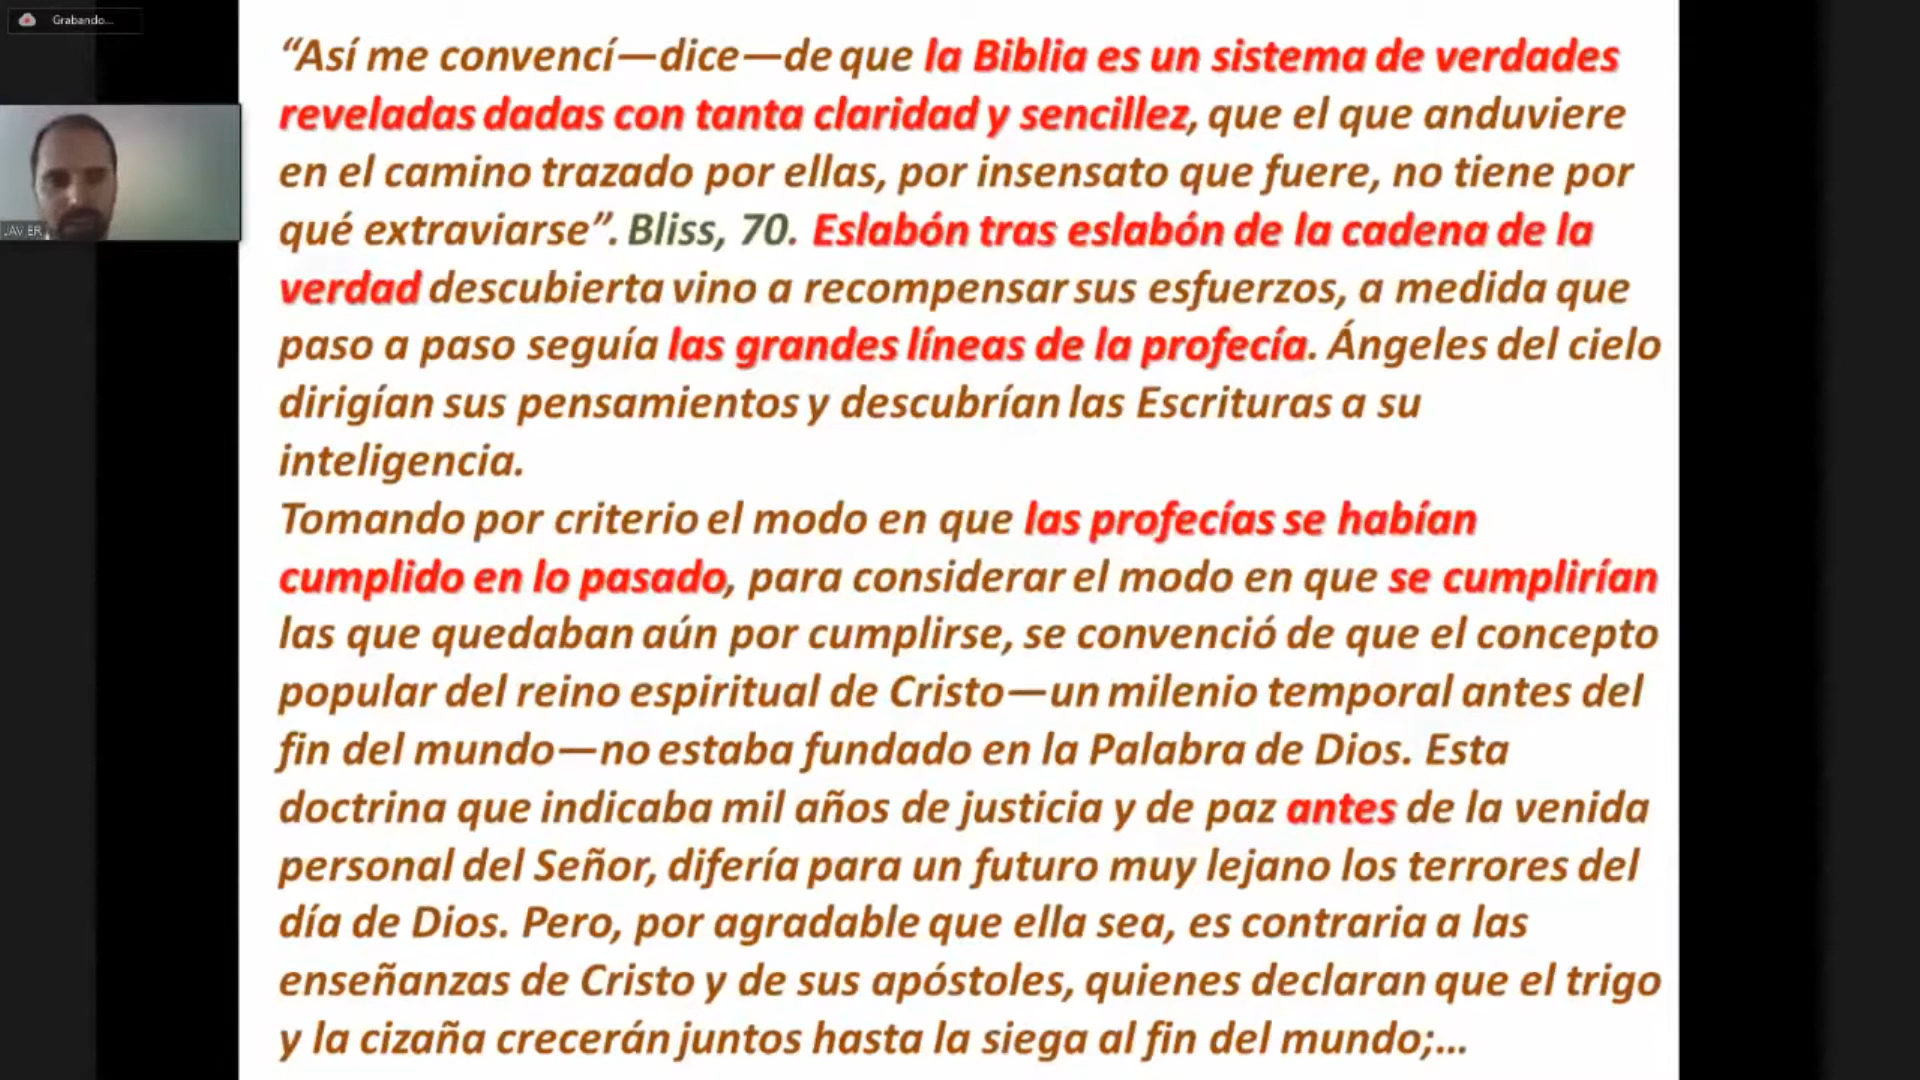 Grabando...
“Así me convencí—dice—de que la Biblia es un sistema de verdades
reveladas dadas con tanta claridad y sencillez, que el que anduviere
en el camino trazado por ellas, por insensato que fuere, no tiene por
qué extraviarse”. Bliss, 70. Eslabón tras eslabón de la cadena de la
verdad descubierta vino a recompensar sus esfuerzos, a medida que
paso a paso seguía las grandes líneas de la profecía. Ángeles del cielo
dirigían sus pensamientos y descubrían las Escrituras a su
inteligencia.
Tomando por criterio el modo en que las profecías se habían
cumplido en lo pasado, para considerar el modo en que se cumplirían
las que quedaban aún por cumplirse, se convenció de que el concepto
popular del reino espiritual de Cristo—un milenio temporal antes del
fin del mundo—no estaba fundado en la Palabra de Dios. Esta
doctrina que indicaba mil años de justicia y de paz antes de la venida
personal del Señor, difería para un futuro muy lejano los terrores del
día de Dios. Pero, por agradable que ella sea, es contraria a las
enseñanzas de Cristo y de sus apóstoles, quienes declaran que el trigo
y la cizaña crecerán juntos hasta la siega al fin del mundo;...
JAVIER